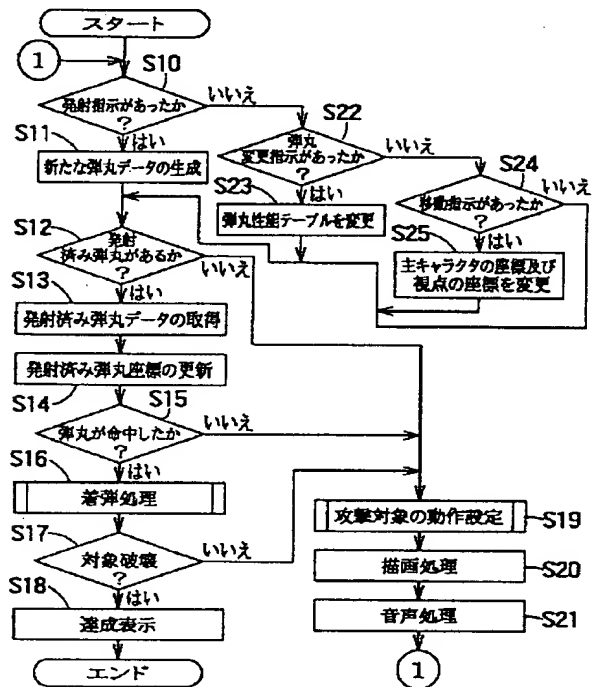 スタート
1
S10
発射指示があったか
?
いいえ
はい
S11
新たな弾丸データの生成
S22
弾丸
変更指示があったか
?
いいえ
はい
S23
弾丸性能テーブルを変更
S24
移動指示があったか
?
いいえ
はい
S25
主キャラクタの座標及び
視点の座標を変更
S12
発射
済み弾丸があるか
?
いいえ
はい
S13
発射済み弾丸データの取得
発射済み弾丸座標の更新
S14
S15
弾丸が命中したか
?
いいえ
はい
S16
着弾処理
S17
対象破壊
?
いいえ
はい
S18
達成表示
エンド
攻撃対象の動作設定
S19
描画処理
S20
音声処理
S21
1